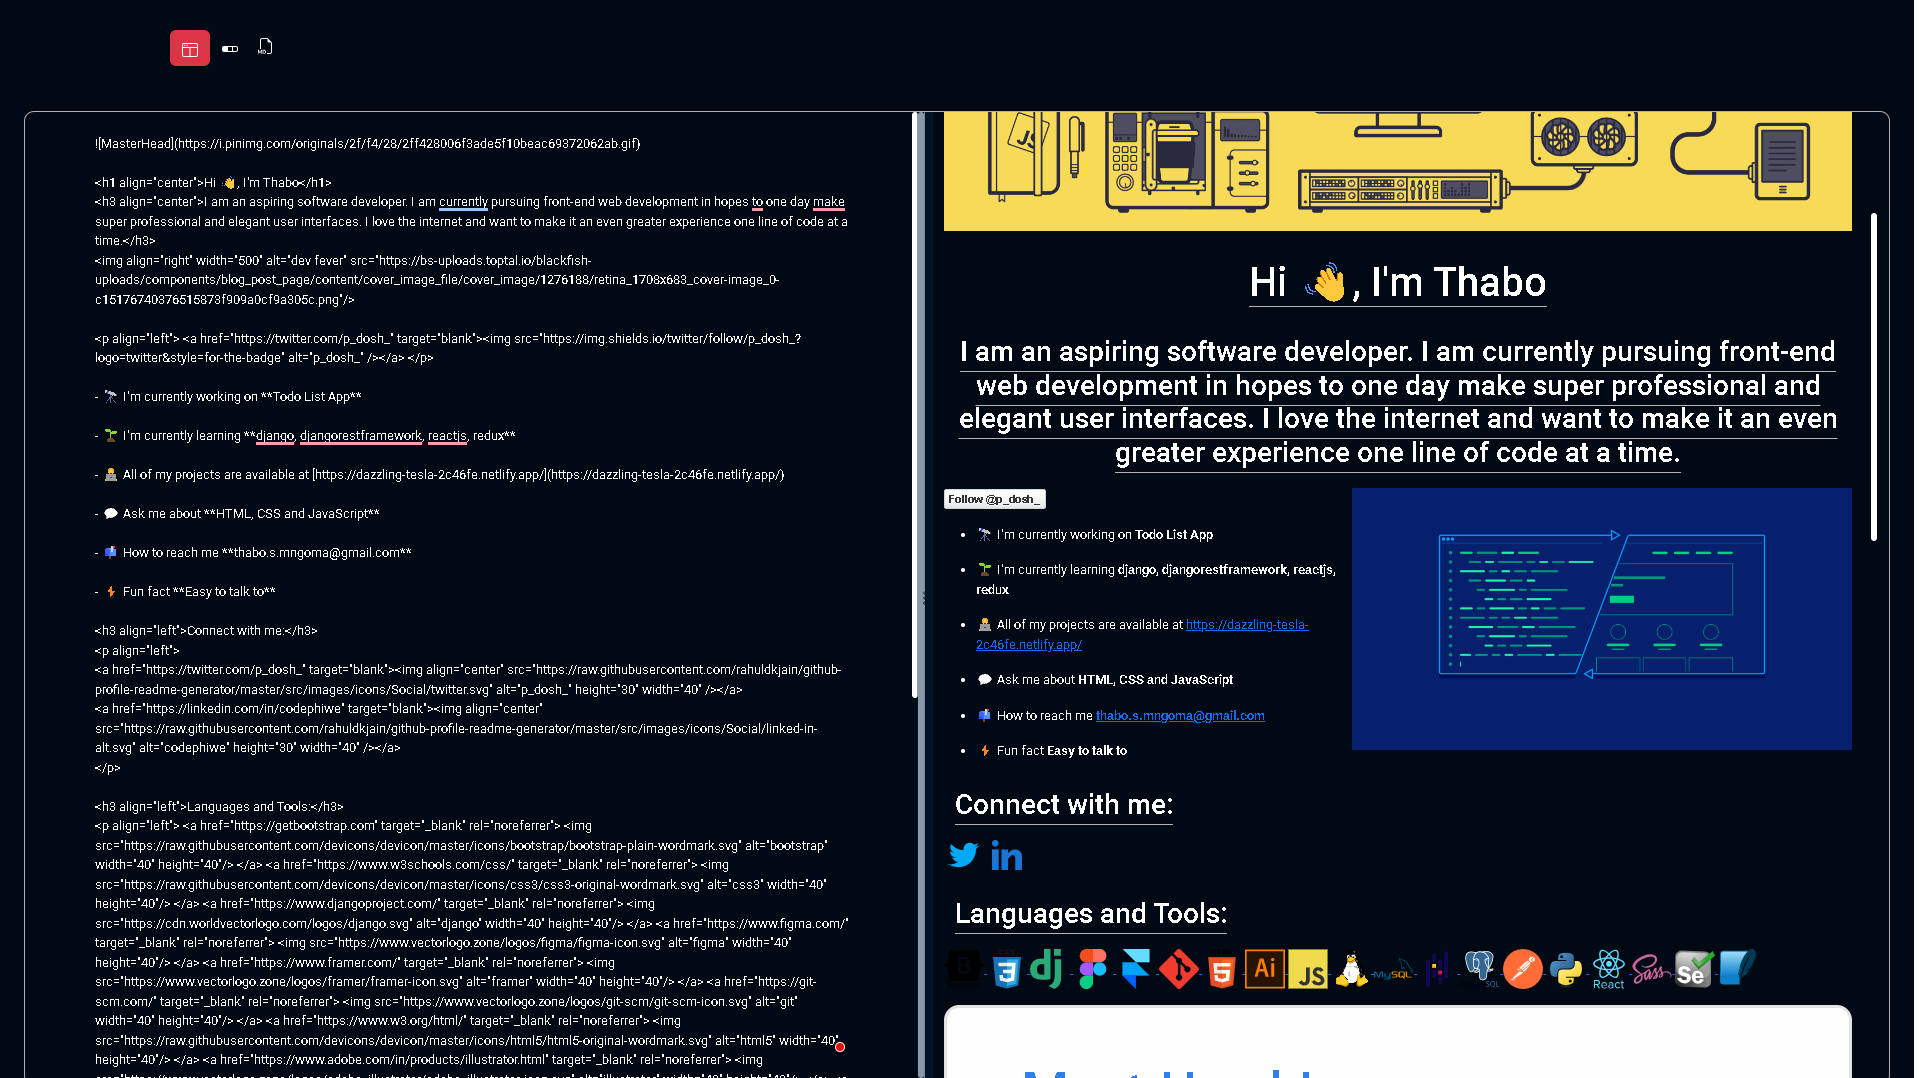 MD
![MasterHead](https://i.pinimg.com/originals/2f/f4/28/2ff428006f3ade5f10beac69372062ab.gif)
<h1 align="center">Hi 👋, I'm Thabo</h1>
<h3 align="center">I am an aspiring software developer. I am currently pursuing front-end web development in hopes to one day make
super professional and elegant user interfaces. I love the internet and want to make it an even greater experience one line of code at a
time.</h3>
<img align="right" width="500" alt="dev fever" src="https://bs-uploads.toptal.io/blackfish-
uploads/components/blog_post_page/content/cover_image_file/cover_image/1276188/retina_1708x683_cover-image_0-
c15176740376515873f909a0cf9a305c.png"/>
<p align="left"> <a href="https://twitter.com/p_dosh_" target="blank"><img src="https://img.shields.io/twitter/follow/p_dosh_?
logo=twitter&style=for-the-badge" alt="p_dosh_" /></a> </p>
- 🔭 I'm currently working on **Todo List App**
- 🌱 I'm currently learning **django, djangorestframework, reactjs, redux**
- 👨‍💻 All of my projects are available at [https://dazzling-tesla-2c46fe.netlify.app/](https://dazzling-tesla-2c46fe.netlify.app/)
- 💬 Ask me about **HTML, CSS and JavaScript**
- 📫 How to reach me **thabo.s.mngoma@gmail.com**
- ⚡ Fun fact **Easy to talk to**
<h3 align="left">Connect with me:</h3>
<p align="left">
<a href="https://twitter.com/p_dosh_" target="blank"><img align="center" src="https://raw.githubusercontent.com/rahuldkjain/github-
profile-readme-generator/master/src/images/icons/Social/twitter.svg" alt="p_dosh_" height="30" width="40" /></a>
<a href="https://linkedin.com/in/codephiwe" target="blank"><img align="center"
src="https://raw.githubusercontent.com/rahuldkjain/github-profile-readme-generator/master/src/images/icons/Social/linked-in-
alt.svg" alt="codephiwe" height="30" width="40" /></a>
</p>
<h3 align="left">Languages and Tools:</h3>
<p align="left"> <a href="https://getbootstrap.com" target="_blank" rel="noreferrer"> <img
src="https://raw.githubusercontent.com/devicons/devicon/master/icons/bootstrap/bootstrap-plain-wordmark.svg" alt="bootstrap"
width="40" height="40"/> </a> <a href="https://www.w3schools.com/css/" target="_blank" rel="noreferrer"> <img
src="https://raw.githubusercontent.com/devicons/devicon/master/icons/css3/css3-original-wordmark.svg" alt="css3" width="40"
height="40"/> </a> <a href="https://www.djangoproject.com/" target="_blank" rel="noreferrer"> <img
src="https://cdn.worldvectorlogo.com/logos/django.svg" alt="django" width="40" height="40"/> </a> <a href="https://www.figma.com/"
target="_blank" rel="noreferrer"> <img src="https://www.vectorlogo.zone/logos/figma/figma-icon.svg" alt="figma" width="40"
height="40"/> </a> <a href="https://www.framer.com/" target="_blank" rel="noreferrer"> <img
src="https://www.vectorlogo.zone/logos/framer/framer-icon.svg" alt="framer" width="40" height="40"/> </a> <a href="https://git-
scm.com/" target="_blank" rel="noreferrer"> <img src="https://www.vectorlogo.zone/logos/git-scm/git-scm-icon.svg" alt="git"
width="40" height="40"/> </a> <a href="https://www.w3.org/html/" target="_blank" rel="noreferrer"> <img
src="https://raw.githubusercontent.com/devicons/devicon/master/icons/html5/html5-original-wordmark.svg" alt="html5" width="40"
height="40"/> </a> <a href="https://www.adobe.com/in/products/illustrator.html" target="_blank" rel="noreferrer"> <img
JS
Hi 👋, I'm Thabo
I am an aspiring software developer. I am currently pursuing front-end
web development in hopes to one day make super professional and
elegant user interfaces. I love the internet and want to make it an even
greater experience one line of code at a time.
Follow @p_dosh_
🔭 I'm currently working on Todo List App
🌱 I'm currently learning django, djangorestframework, reactjs,
redux
👨‍💻 All of my projects are available at https://dazzling-tesla-
2c46fe.netlify.app/
💬 Ask me about HTML, CSS and JavaScript
📫 How to reach me thabo.s.mngoma@gmail.com
⚡ Fun fact Easy to talk to
Connect with me:
in
Languages and Tools:
B 3 dj 5 Ai JS MySQL SQL React Sass Se